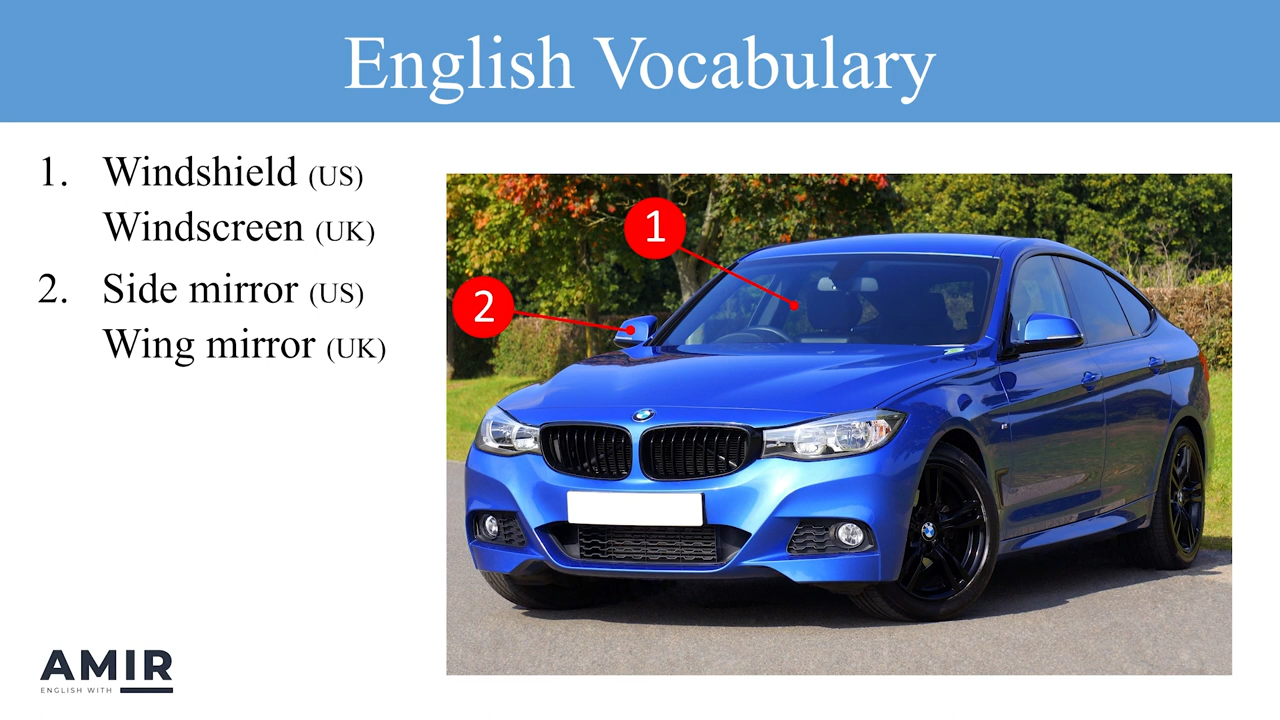 English Vocabulary
1. Windshield (US)
Windscreen (UK)
2. Side mirror (US)
Wing mirror (UK)
1
2
AMIR
ENGLISH WITH